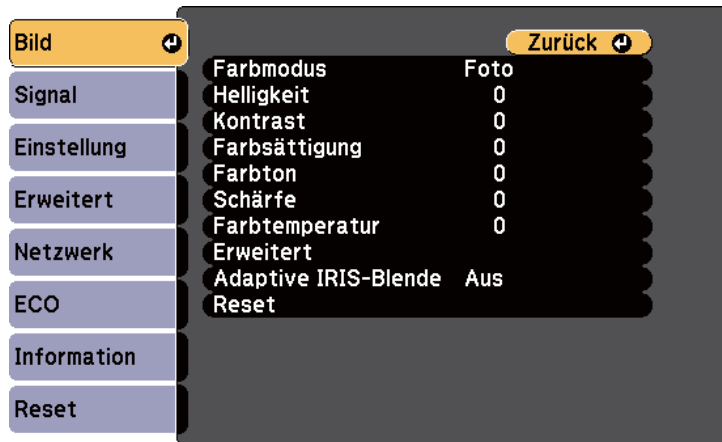 Bild
Signal
Einstellung
Erweitert
Netzwerk
ECO
Information
Reset
Zurück
Farbmodus Foto
Helligkeit 0
Kontrast 0
Farbsättigung 0
Farbton 0
Schärfe 0
Farbtemperatur 0
Erweitert
Adaptive IRIS-Blende Aus
Reset